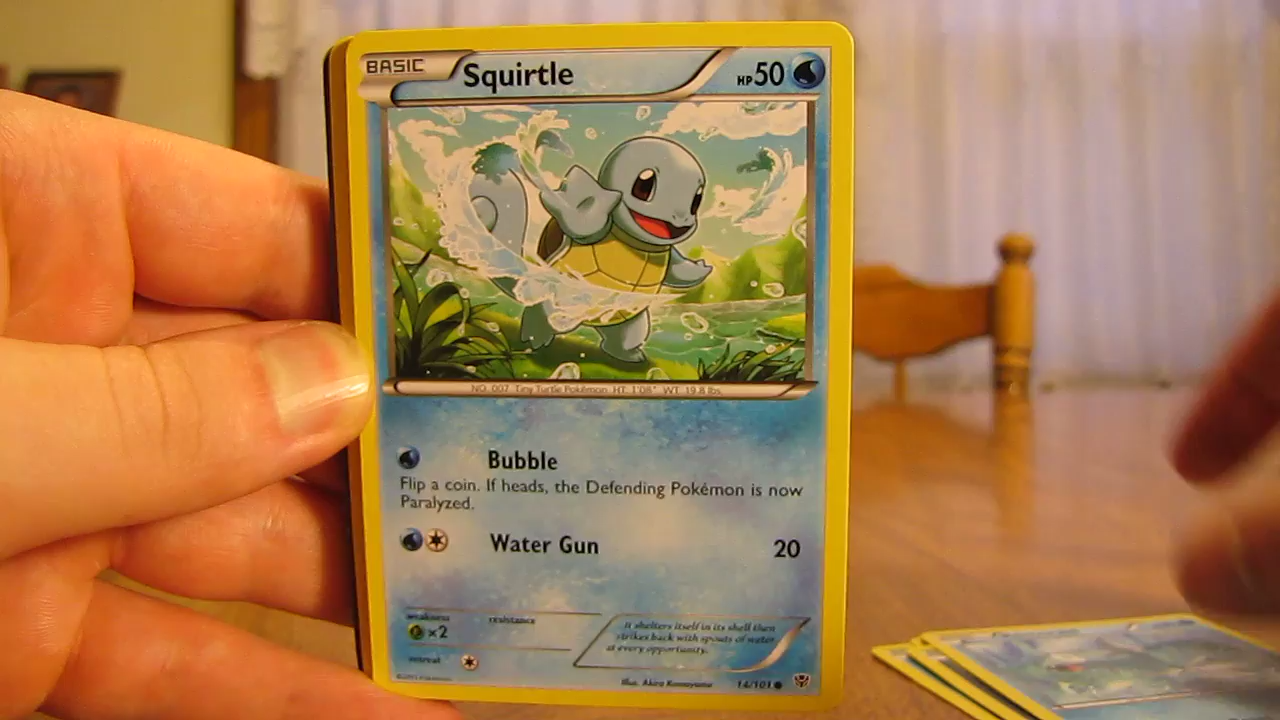 BASIC Squirtle HP50
NO. 007 Tiny Turtle Pokémon HT: 1'08" WT: 19.8 lbs.
Bubble
Flip a coin. If heads, the Defending Pokémon is now
Paralyzed.
Water Gun 20
weakness resistance
×2
It shelters itself in its shell then
strikes back with spouts of water
at every opportunity.
retreat
©2011 Pokémon Illus. Akira Komayama 14/101